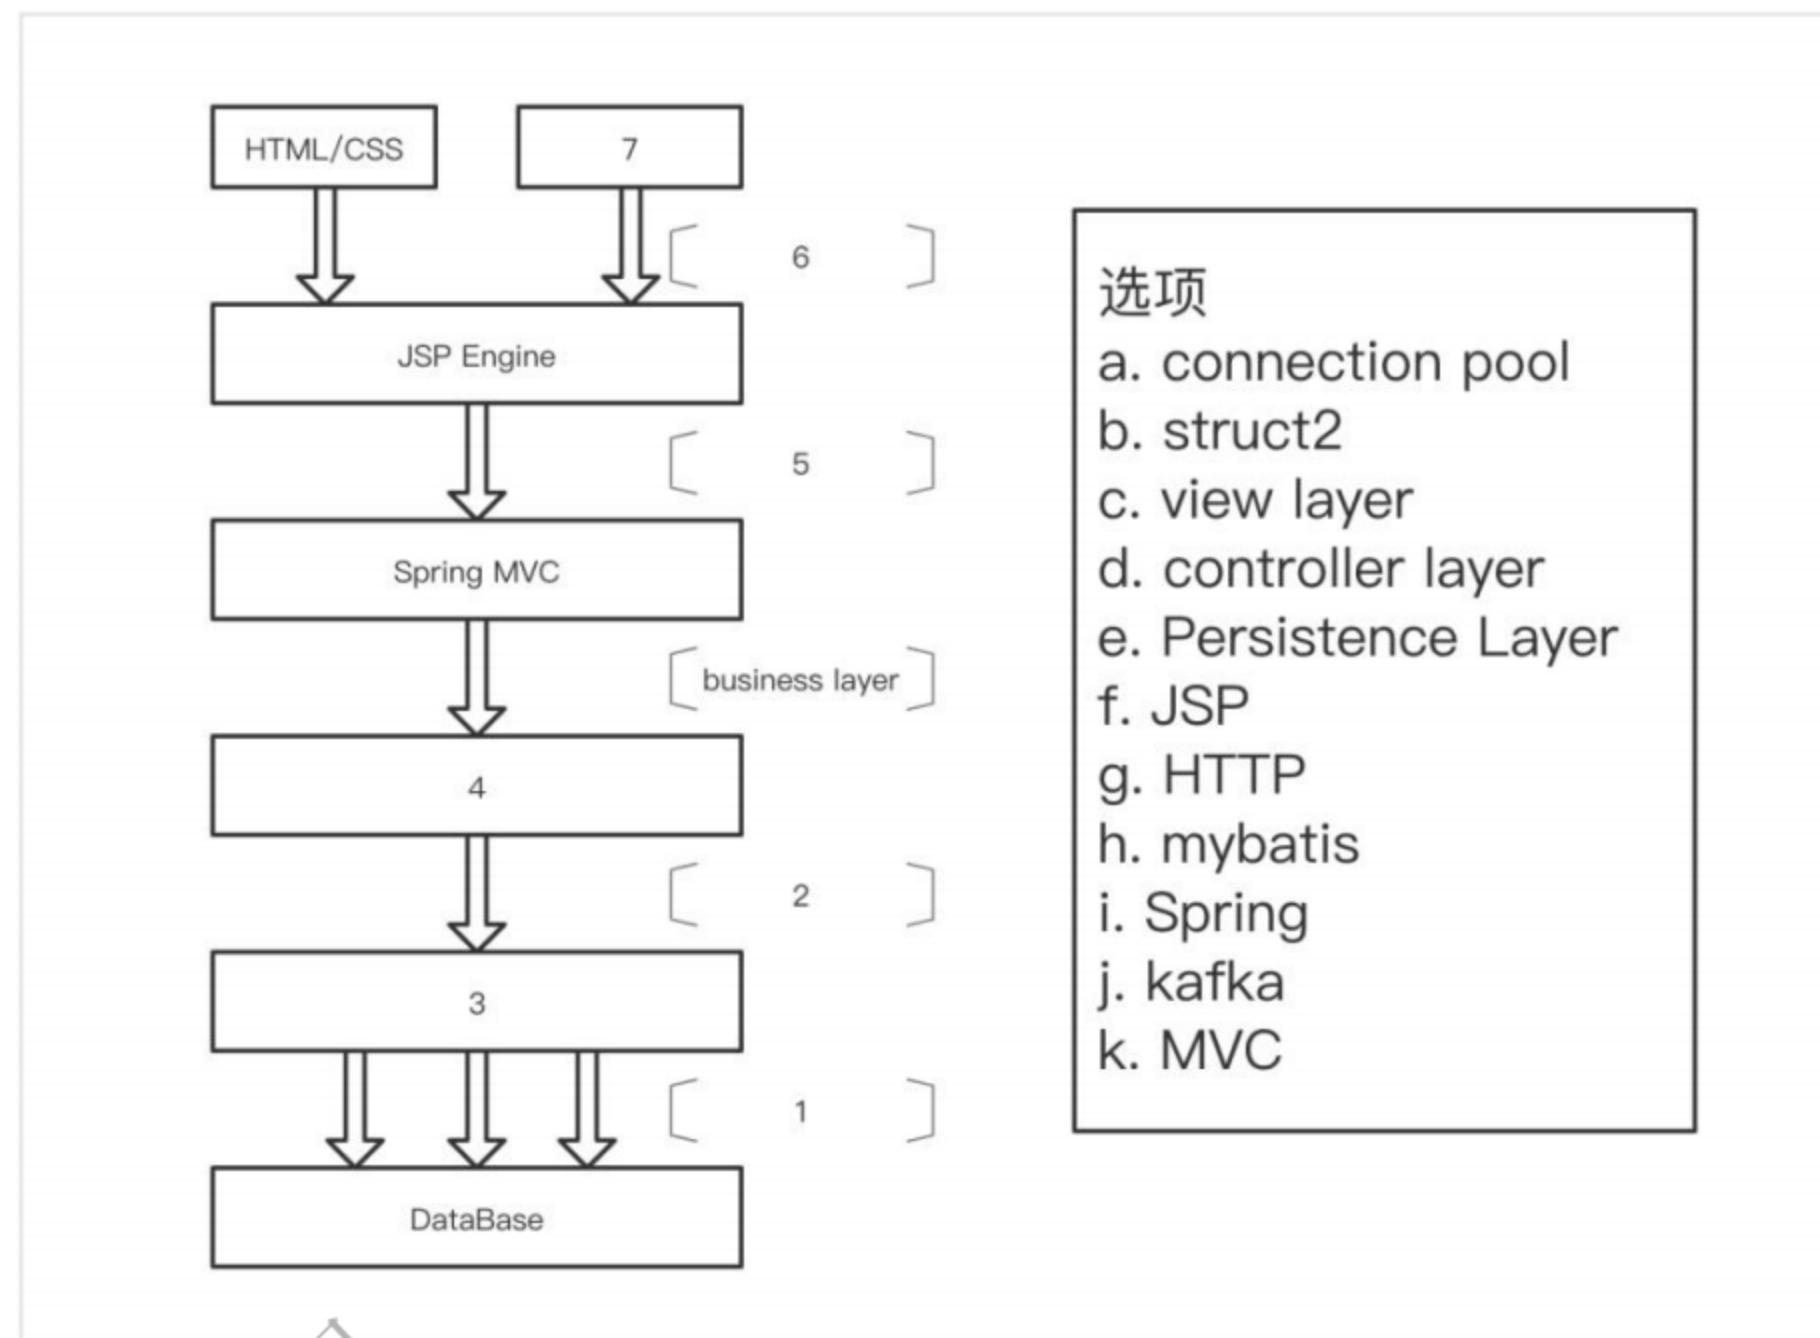 HTML/CSS
7
6
JSP Engine
5
Spring MVC
business layer
4
2
3
1
DataBase
选项
a. connection pool
b. struct2
c. view layer
d. controller layer
e. Persistence Layer
f. JSP
g. HTTP
h. mybatis
i. Spring
j. kafka
k. MVC